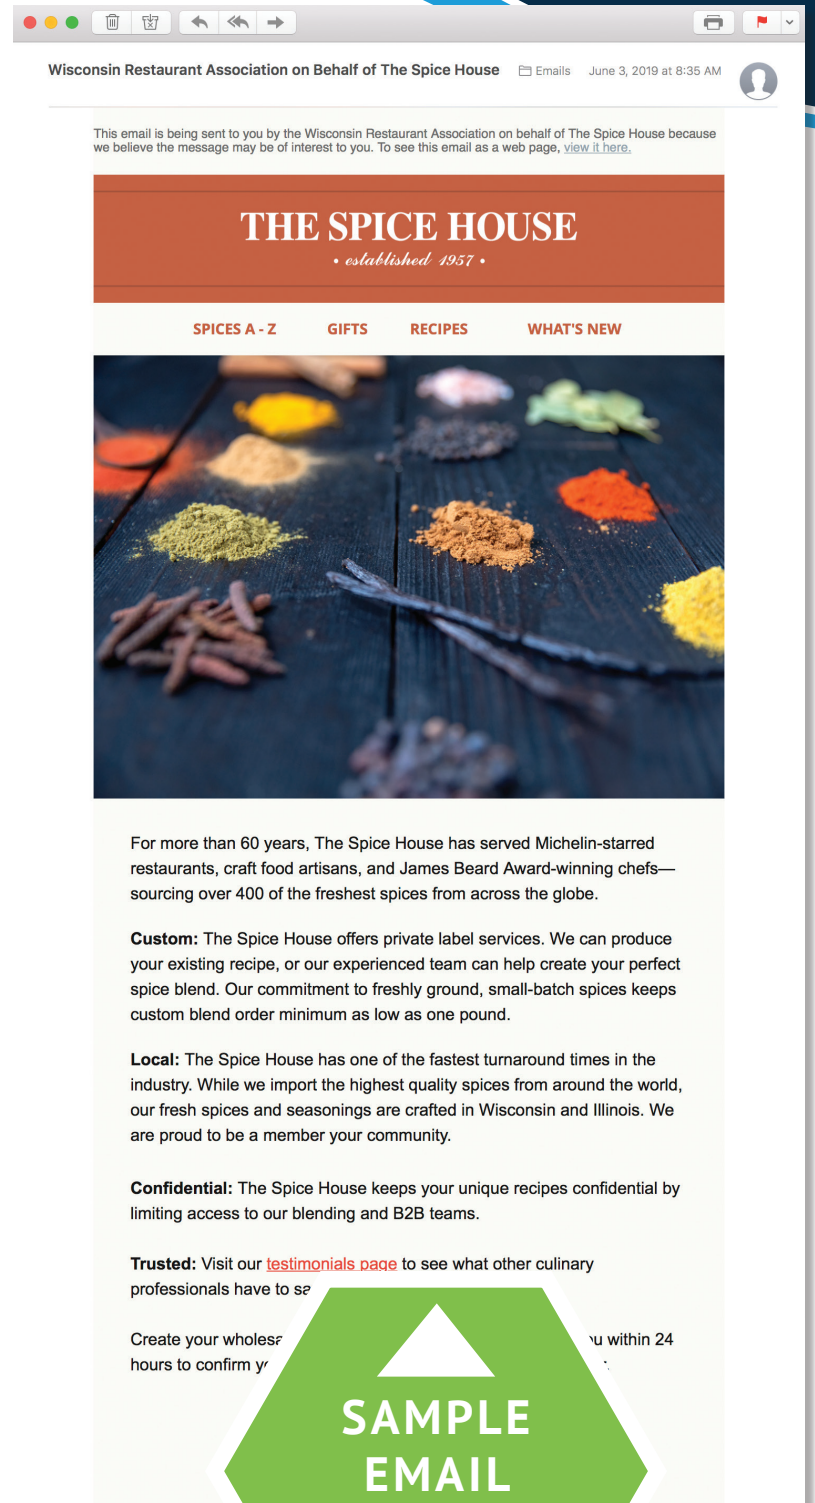 Wisconsin Restaurant Association on Behalf of The Spice House
Emails
June 3, 2019 at 8:35 AM
This email is being sent to you by the Wisconsin Restaurant Association on behalf of The Spice House because
we believe the message may be of interest to you. To see this email as a web page, view it here.
THE SPICE HOUSE
• established 1957 •
SPICES A - Z GIFTS RECIPES WHAT'S NEW
For more than 60 years, The Spice House has served Michelin-starred
restaurants, craft food artisans, and James Beard Award-winning chefs—
sourcing over 400 of the freshest spices from across the globe.
Custom: The Spice House offers private label services. We can produce
your existing recipe, or our experienced team can help create your perfect
spice blend. Our commitment to freshly ground, small-batch spices keeps
custom blend order minimum as low as one pound.
Local: The Spice House has one of the fastest turnaround times in the
industry. While we import the highest quality spices from around the world,
our fresh spices and seasonings are crafted in Wisconsin and Illinois. We
are proud to be a member your community.
Confidential: The Spice House keeps your unique recipes confidential by
limiting access to our blending and B2B teams.
Trusted: Visit our testimonials page to see what other culinary
professionals have to
Create your within 24
hours to confirm
SAMPLE
EMAIL